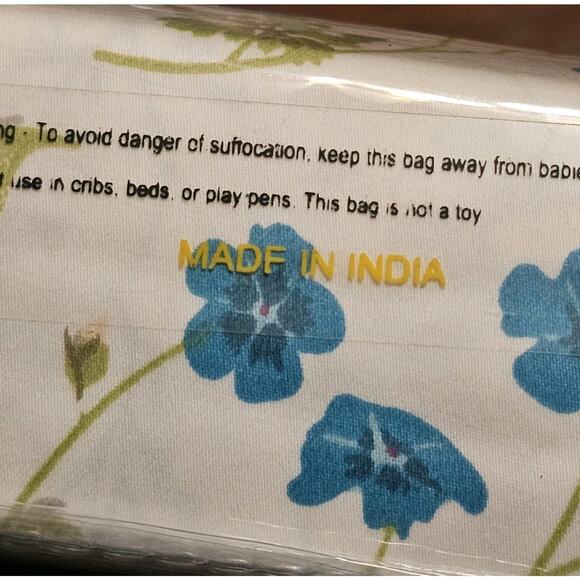 ng - To avoid danger of suffocation, keep this bag away from babie
t use in cribs, beds, or play pens. This bag is not a toy
MADE IN INDIA